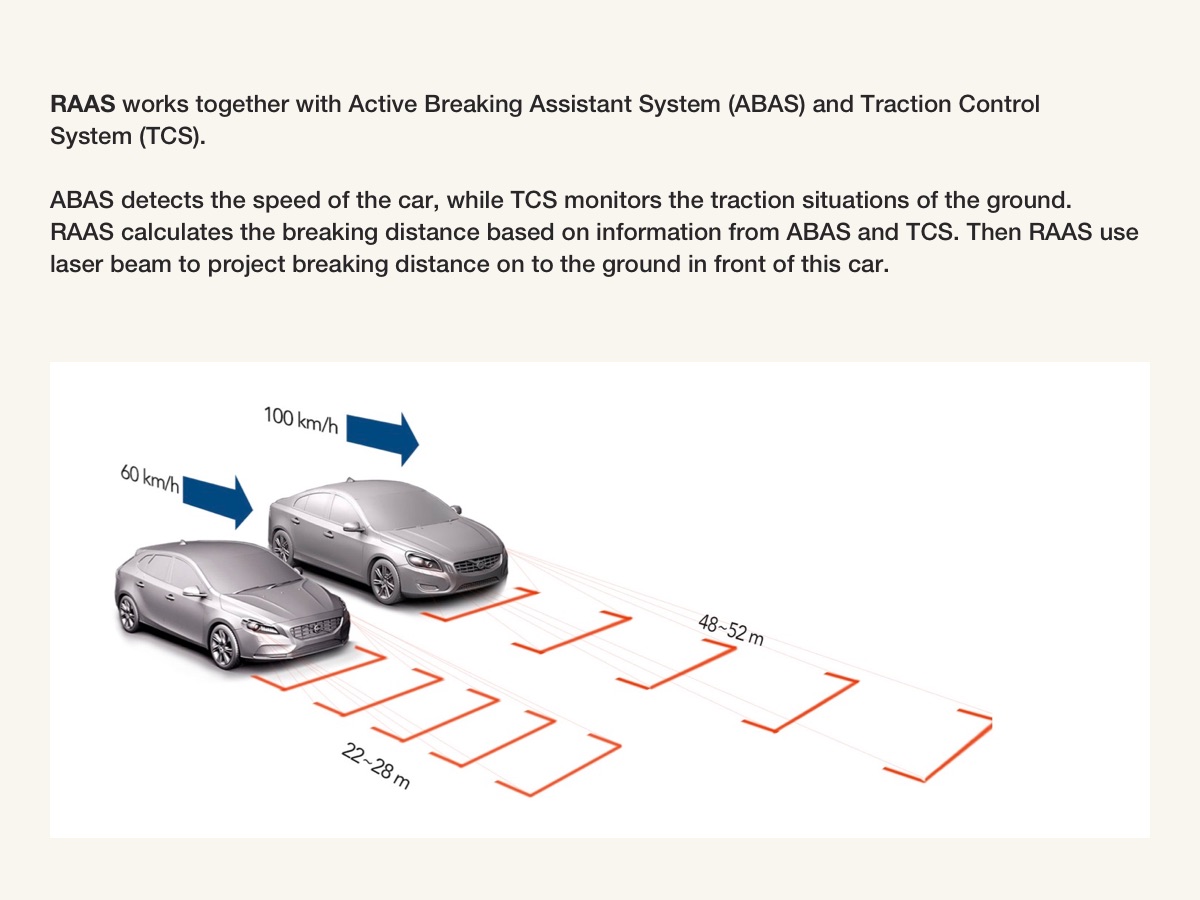 RAAS works together with Active Breaking Assistant System (ABAS) and Traction Control
System (TCS).
ABAS detects the speed of the car, while TCS monitors the traction situations of the ground.
RAAS calculates the breaking distance based on information from ABAS and TCS. Then RAAS use
laser beam to project breaking distance on to the ground in front of this car.
100 km/h
60 km/h
48~52 m
22~28 m